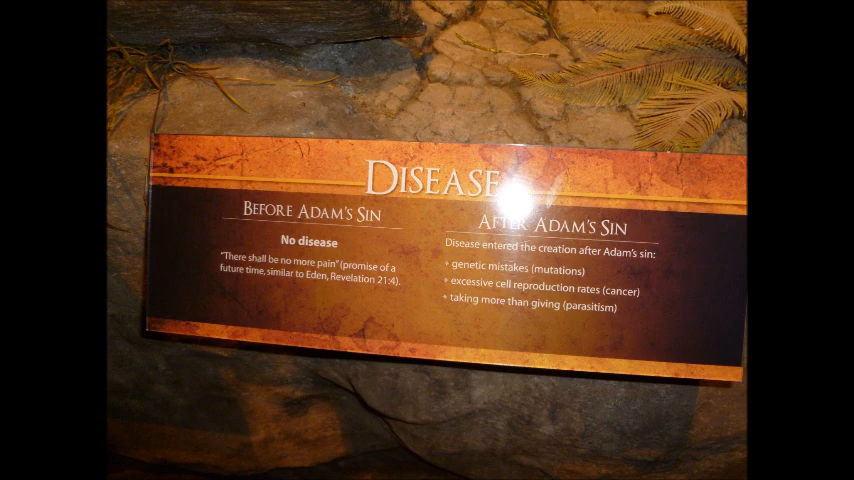 DISEASE
BEFORE ADAM'S SIN
No disease
"There shall be no more pain" (promise of a
future time, similar to Eden, Revelation 21:4).
AFTER ADAM'S SIN
Disease entered the creation after Adam's sin:
• genetic mistakes (mutations)
• excessive cell reproduction rates (cancer)
• taking more than giving (parasitism)